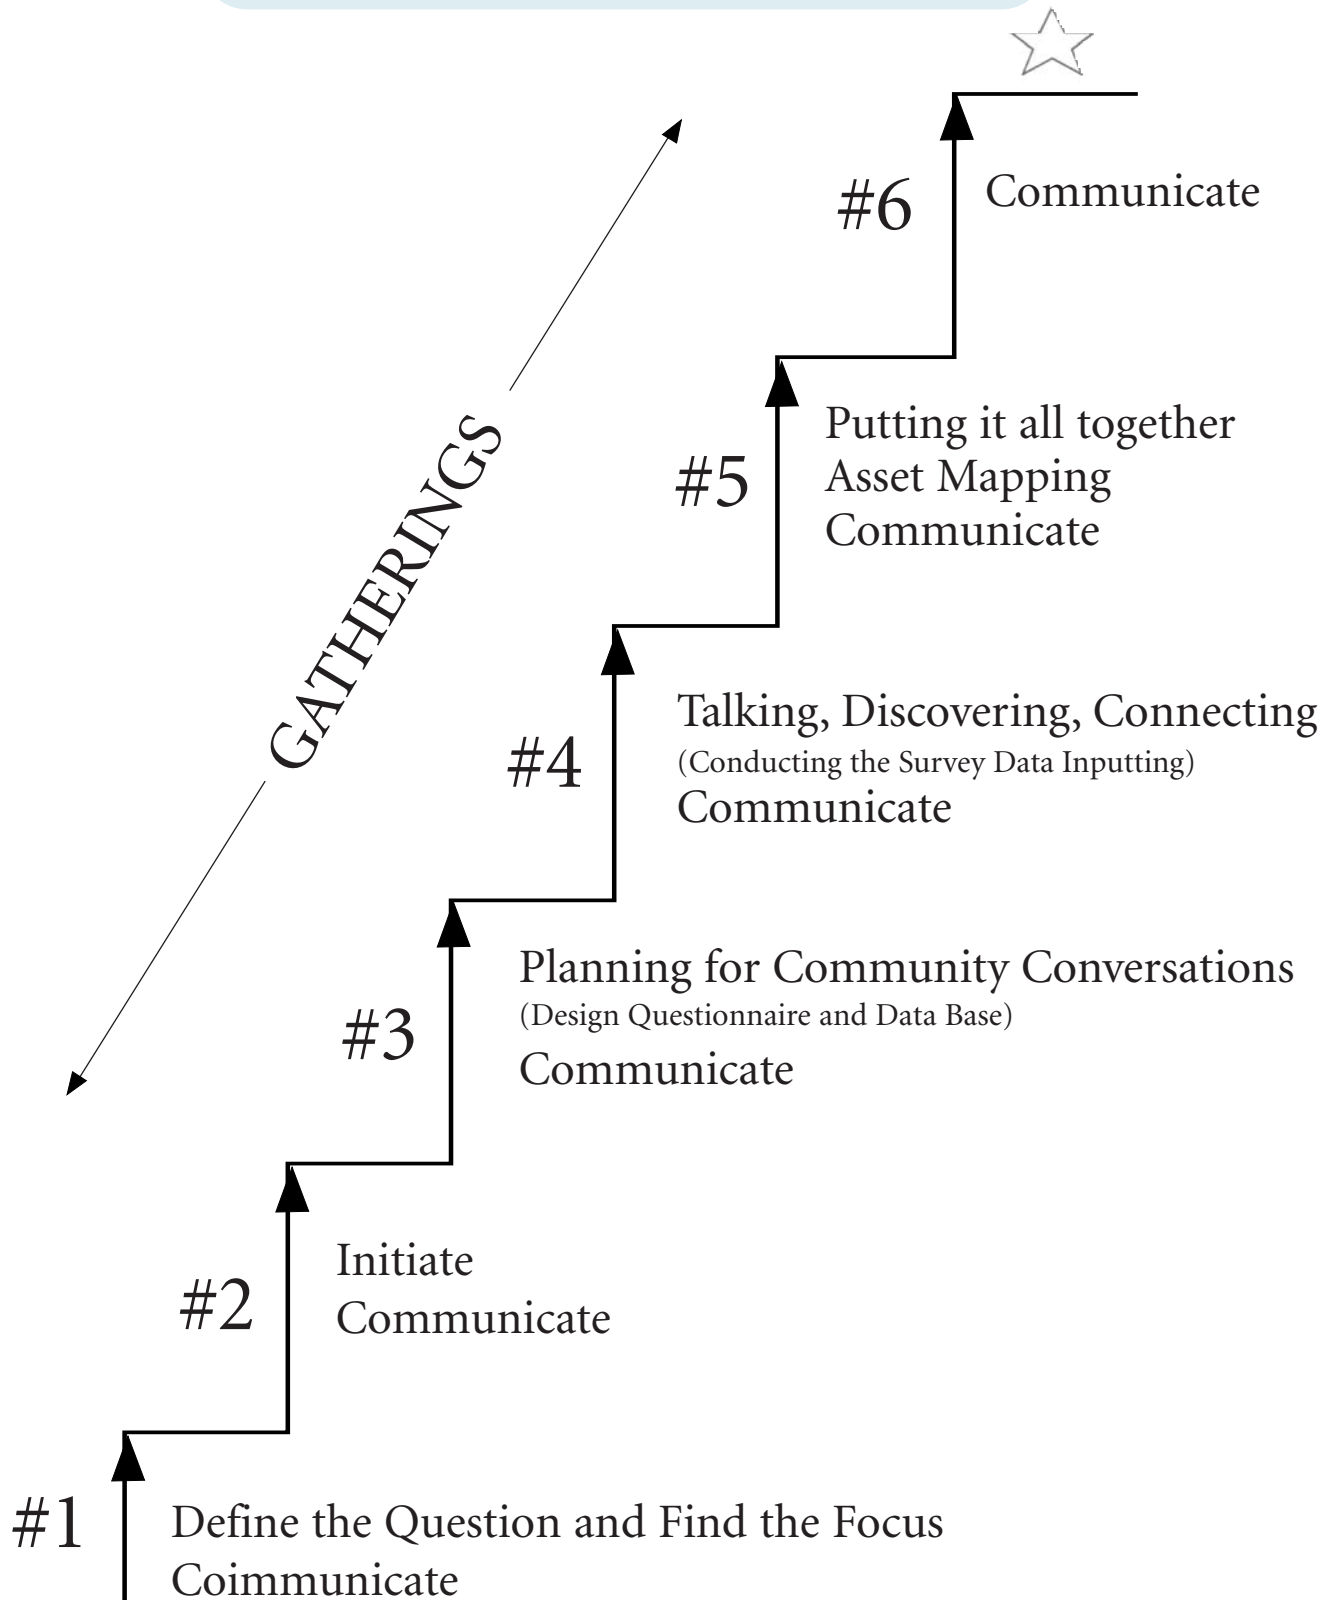 #6
Communicate
GATHERINGS
#5
Putting it all together
Asset Mapping
Communicate
#4
Talking, Discovering, Connecting
(Conducting the Survey Data Inputting)
Communicate
#3
Planning for Community Conversations
(Design Questionnaire and Data Base)
Communicate
#2
Initiate
Communicate
#1
Define the Question and Find the Focus
Coimmunicate